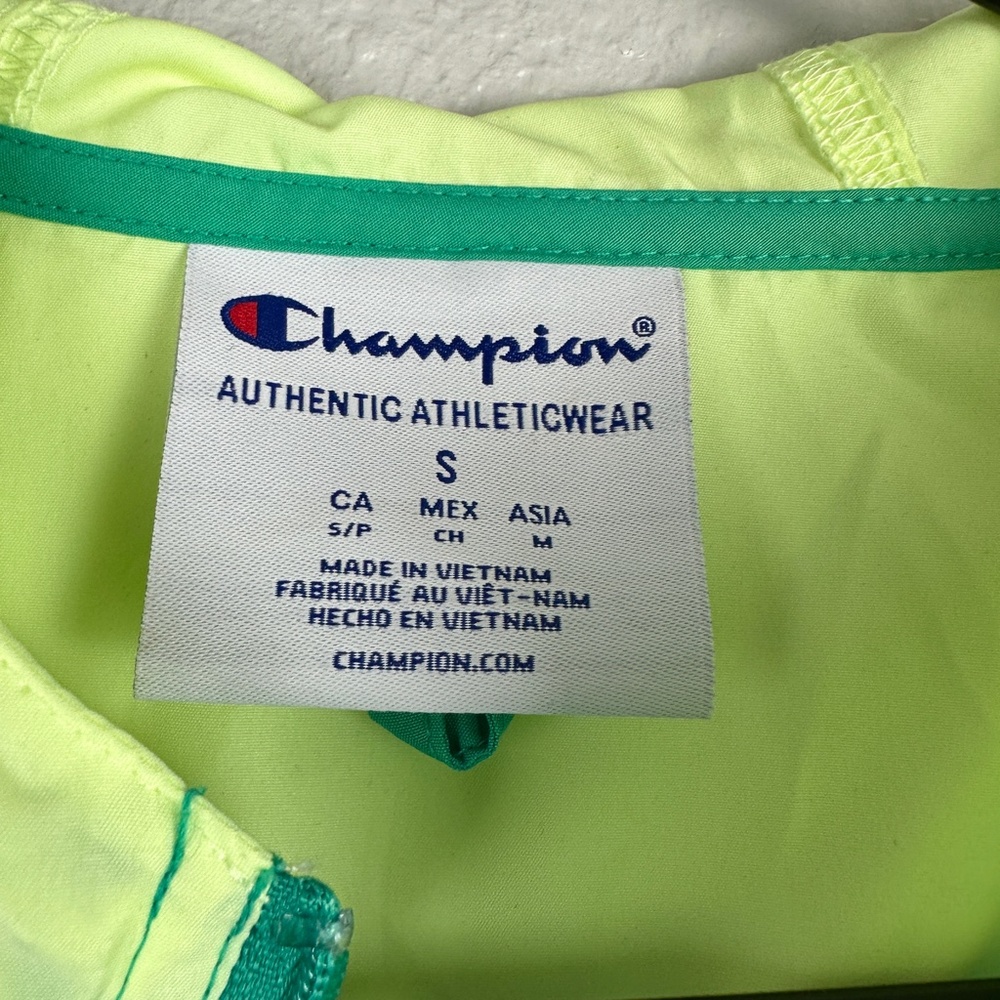 Champion®
AUTHENTIC ATHLETICWEAR
S
CA MEX ASIA
S/P CH M
MADE IN VIETNAM
FABRIQUÉ AU VIÊT-NAM
HECHO EN VIETNAM
CHAMPION.COM